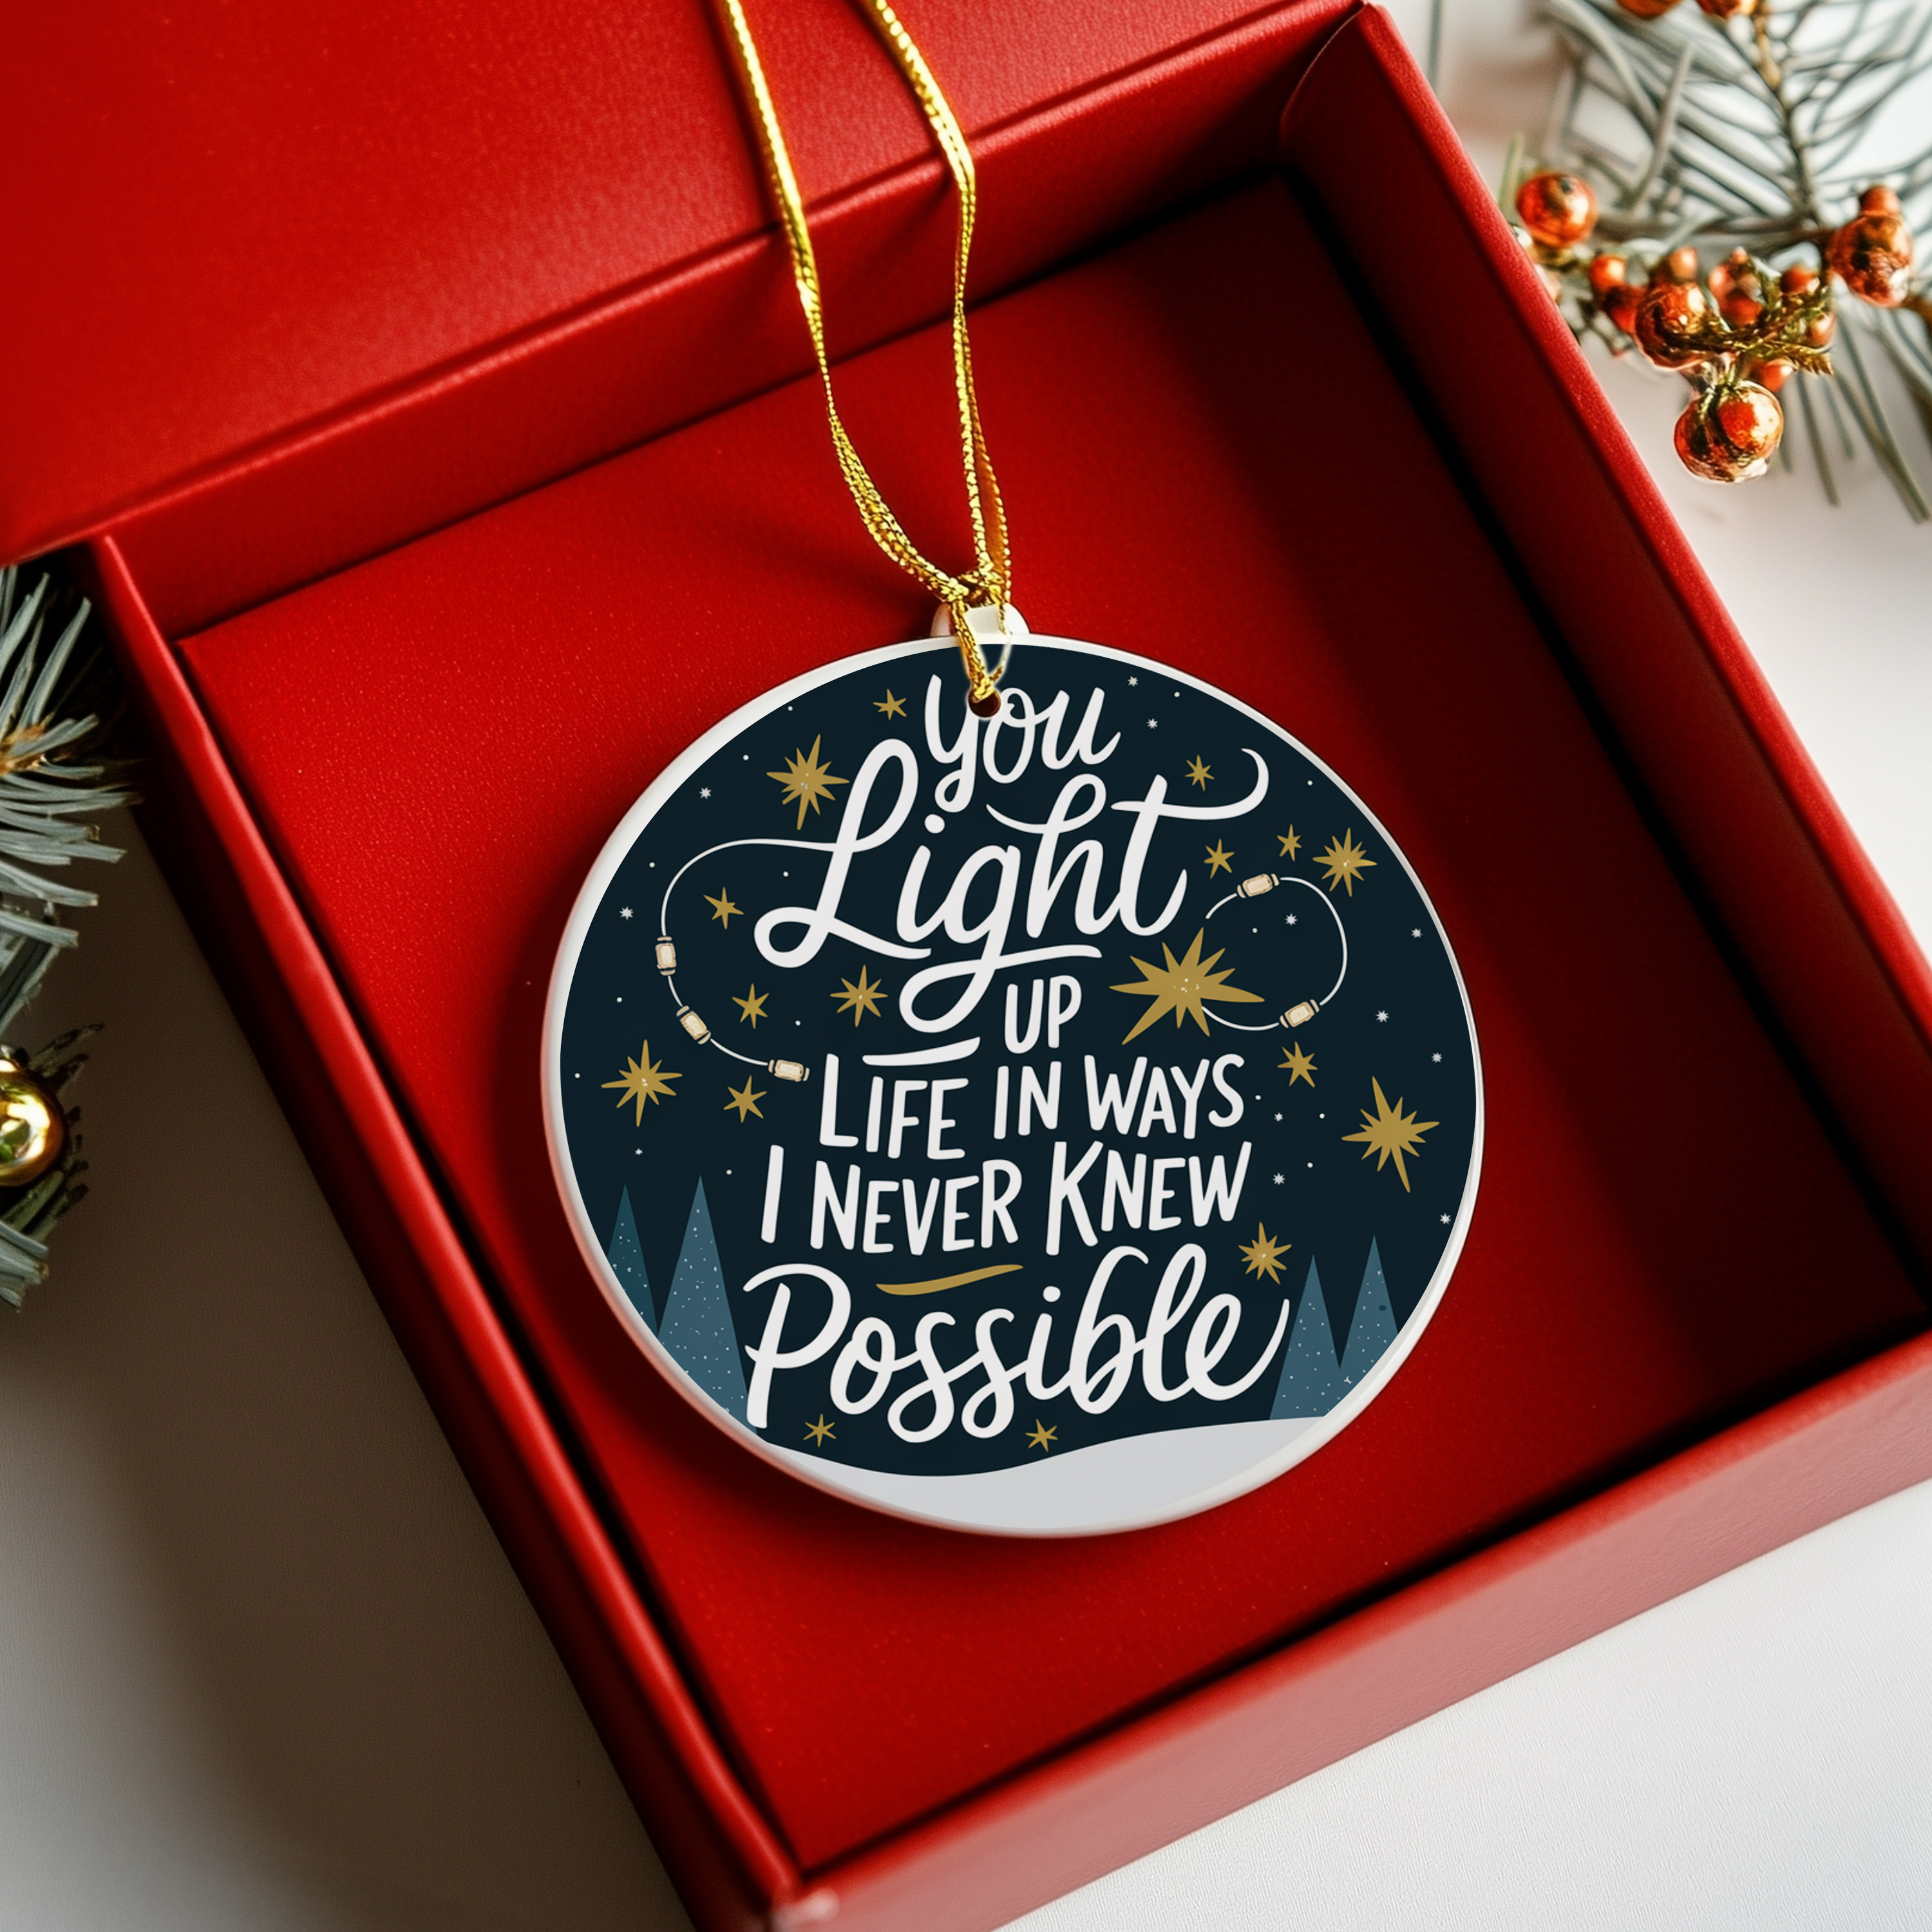 you
Light
UP
LIFE IN WAYS
I NEVER KNEW
Possible